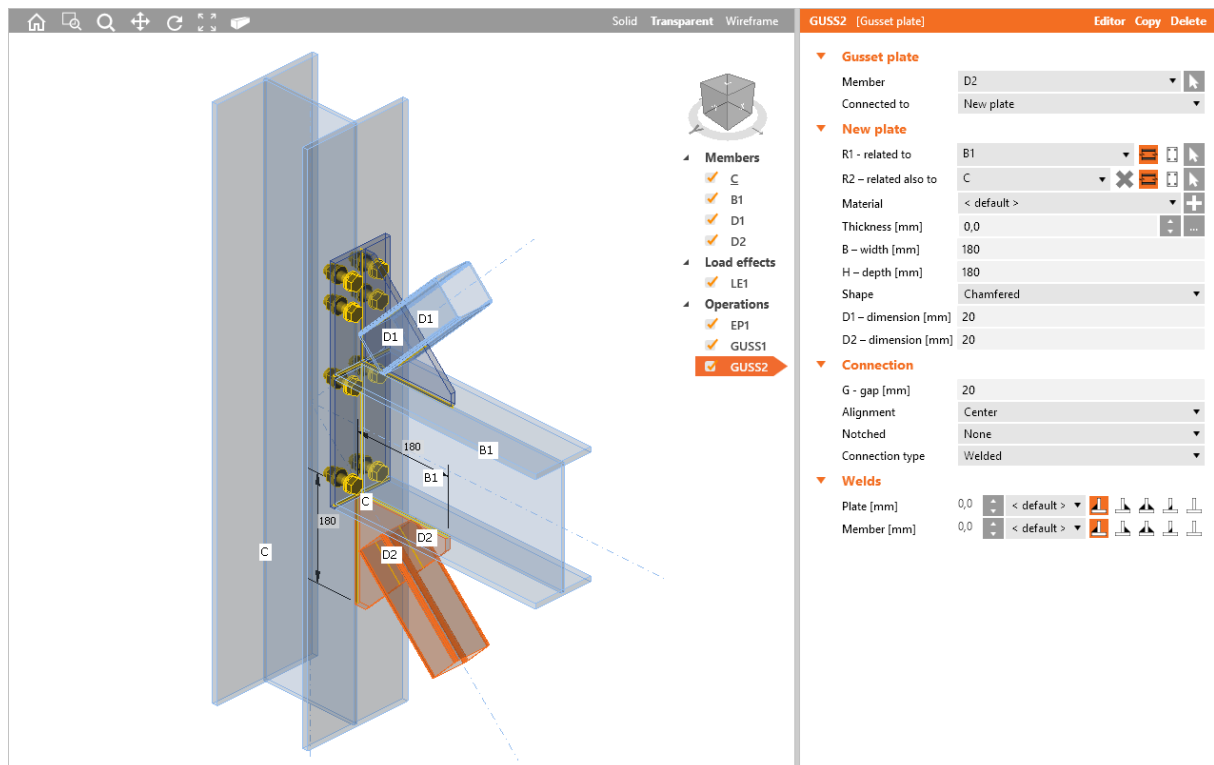 Solid Transparent Wireframe
GUSS2 [Gusset plate] Editor Copy Delete
Members
C
B1
D1
D2
Load effects
LE1
Operations
EP1
GUSS1
GUSS2
D1
D1
B1
180
B1
C
180
D2
D2
C
Gusset plate
Member D2
Connected to New plate
New plate
R1 - related to B1
R2 – related also to C
Material < default >
Thickness [mm] 0,0 ...
B – width [mm] 180
H – depth [mm] 180
Shape Chamfered
D1 – dimension [mm] 20
D2 – dimension [mm] 20
Connection
G - gap [mm] 20
Alignment Center
Notched None
Connection type Welded
Welds
Plate [mm] 0,0 < default >
Member [mm] 0,0 < default >